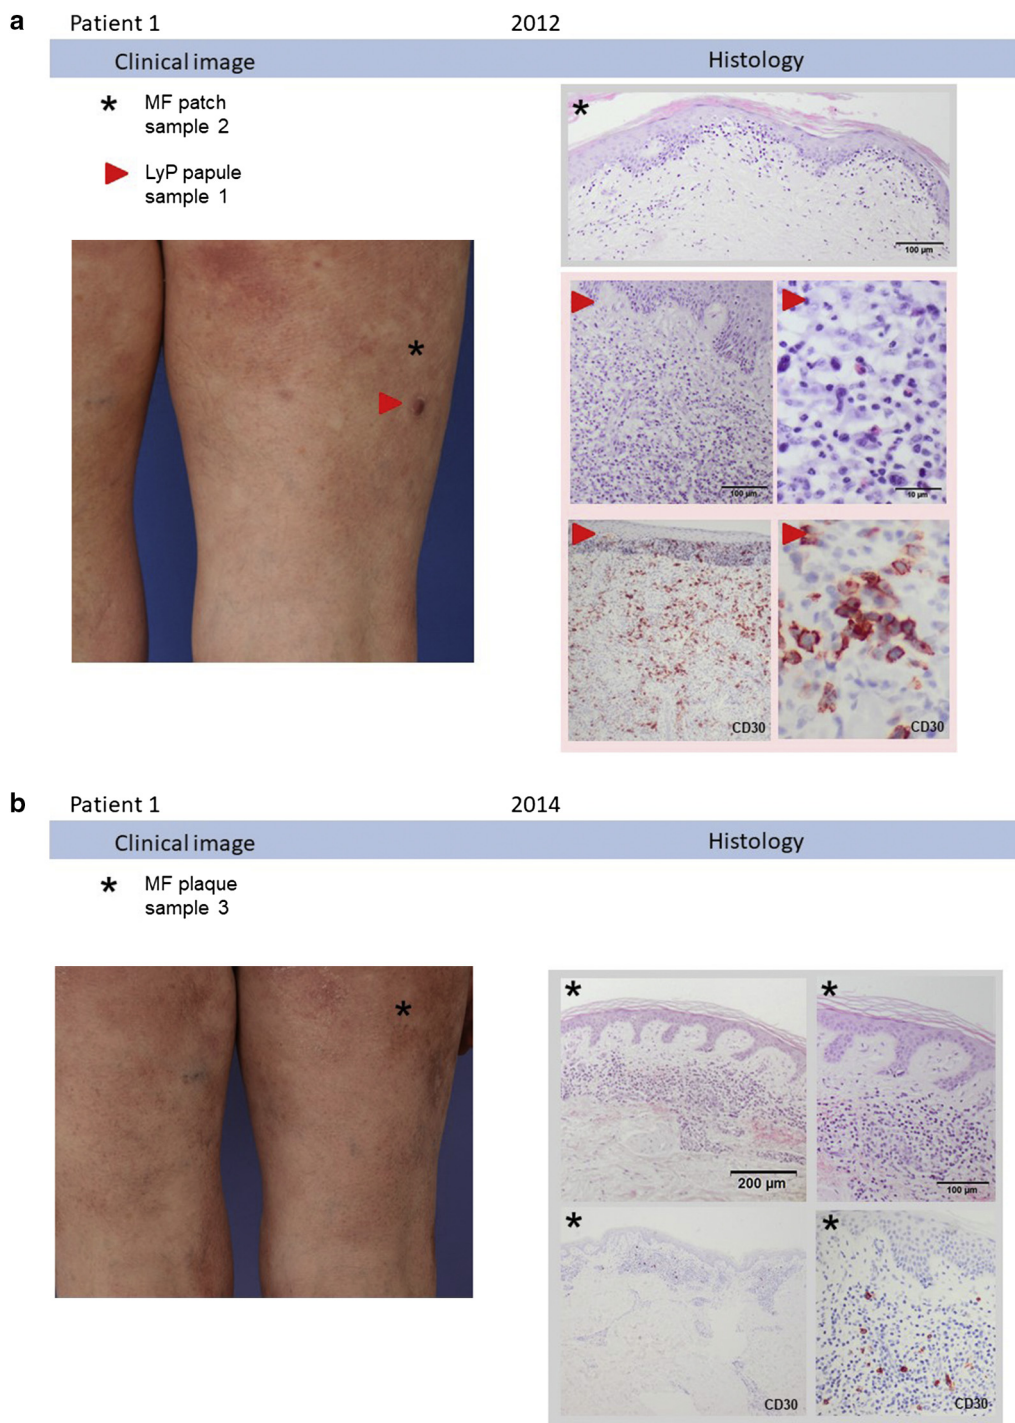 a
Patient 1
2012
Clinical image
Histology
* MF patch
sample 2
LyP papule
sample 1
*
*
100 µm
100 µm
10 µm
CD30
CD30
b
Patient 1
2014
Clinical image
Histology
* MF plaque
sample 3
*
*
*
200 µm
100 µm
*
*
CD30
CD30